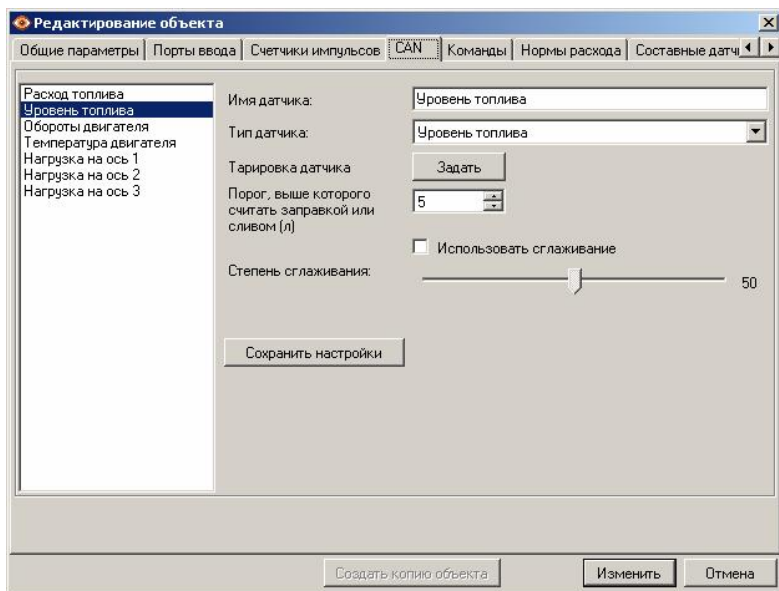 Редактирование объекта
Общие параметры Порты ввода Счетчики импульсов CAN Команды Нормы расхода Составные датч
Расход топлива
Уровень топлива
Обороты двигателя
Температура двигателя
Нагрузка на ось 1
Нагрузка на ось 2
Нагрузка на ось 3
Имя датчика: Уровень топлива
Тип датчика: Уровень топлива
Тарировка датчика Задать
Порог, выше которого
считать заправкой или
сливом (л)
5
Использовать сглаживание
Степень сглаживания: 50
Сохранить настройки
Создать копию объекта Изменить Отмена